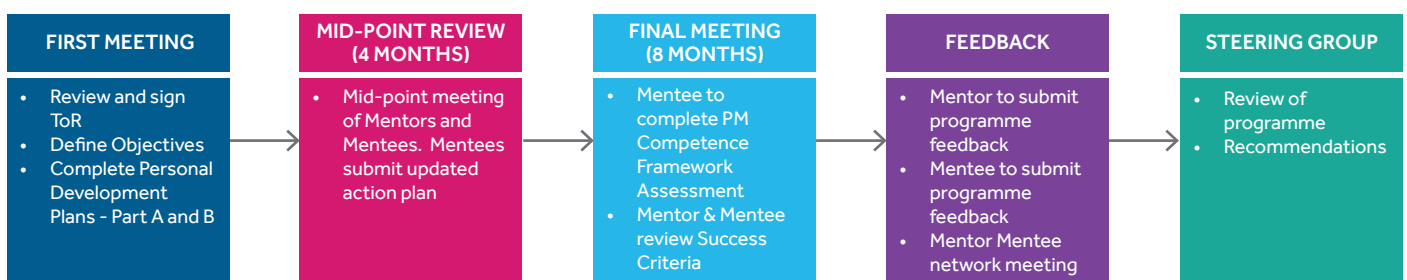 FIRST MEETING
• Review and sign
ToR
• Define Objectives
• Complete Personal
Development
Plans - Part A and B
MID-POINT REVIEW
(4 MONTHS)
• Mid-point meeting
of Mentors and
Mentees.  Mentees
submit updated
action plan
FINAL MEETING
(8 MONTHS)
• Mentee to
complete PM
Competence
Framework
Assessment
• Mentor & Mentee
review Success
Criteria
FEEDBACK
• Mentor to submit
programme
feedback
• Mentee to submit
programme
feedback
• Mentor Mentee
network meeting
STEERING GROUP
• Review of
programme
• Recommendations